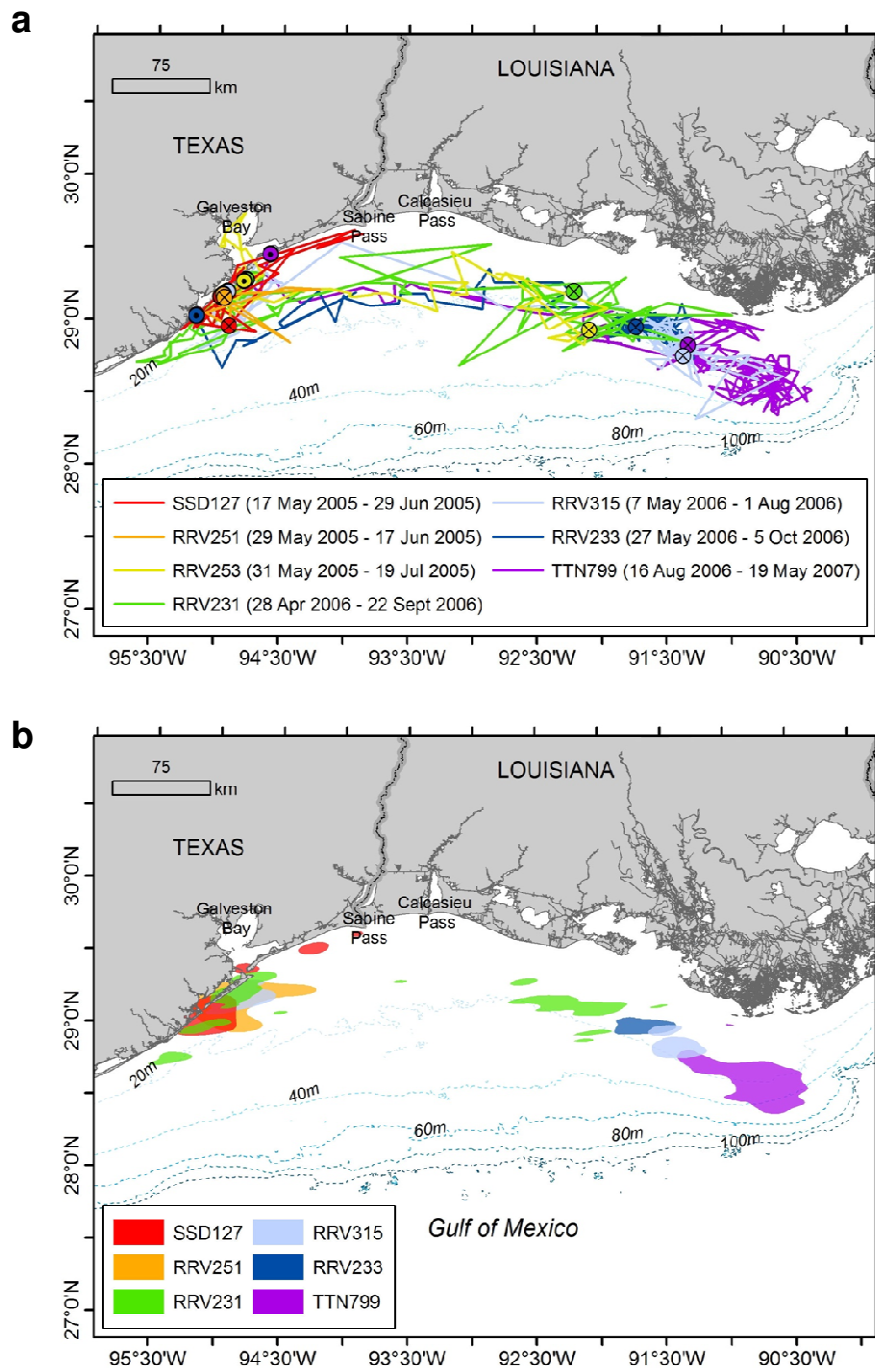 a
75
km
LOUISIANA
TEXAS
30°0'N
Galveston
Bay
Sabine
Pass
Calcasieu
Pass
29°0'N
20m
40m
60m
80m
100m
28°0'N
SSD127 (17 May 2005 - 29 Jun 2005)
RRV315 (7 May 2006 - 1 Aug 2006)
RRV251 (29 May 2005 - 17 Jun 2005)
RRV233 (27 May 2006 - 5 Oct 2006)
RRV253 (31 May 2005 - 19 Jul 2005)
TTN799 (16 Aug 2006 - 19 May 2007)
RRV231 (28 Apr 2006 - 22 Sept 2006)
27°0'N
95°30'W 94°30'W 93°30'W 92°30'W 91°30'W 90°30'W
b
75
km
LOUISIANA
TEXAS
30°0'N
Galveston
Bay
Sabine
Pass
Calcasieu
Pass
29°0'N
20m
40m
60m
80m
100m
28°0'N
SSD127
RRV315
Gulf of Mexico
RRV251
RRV233
RRV231
TTN799
27°0'N
95°30'W 94°30'W 93°30'W 92°30'W 91°30'W 90°30'W